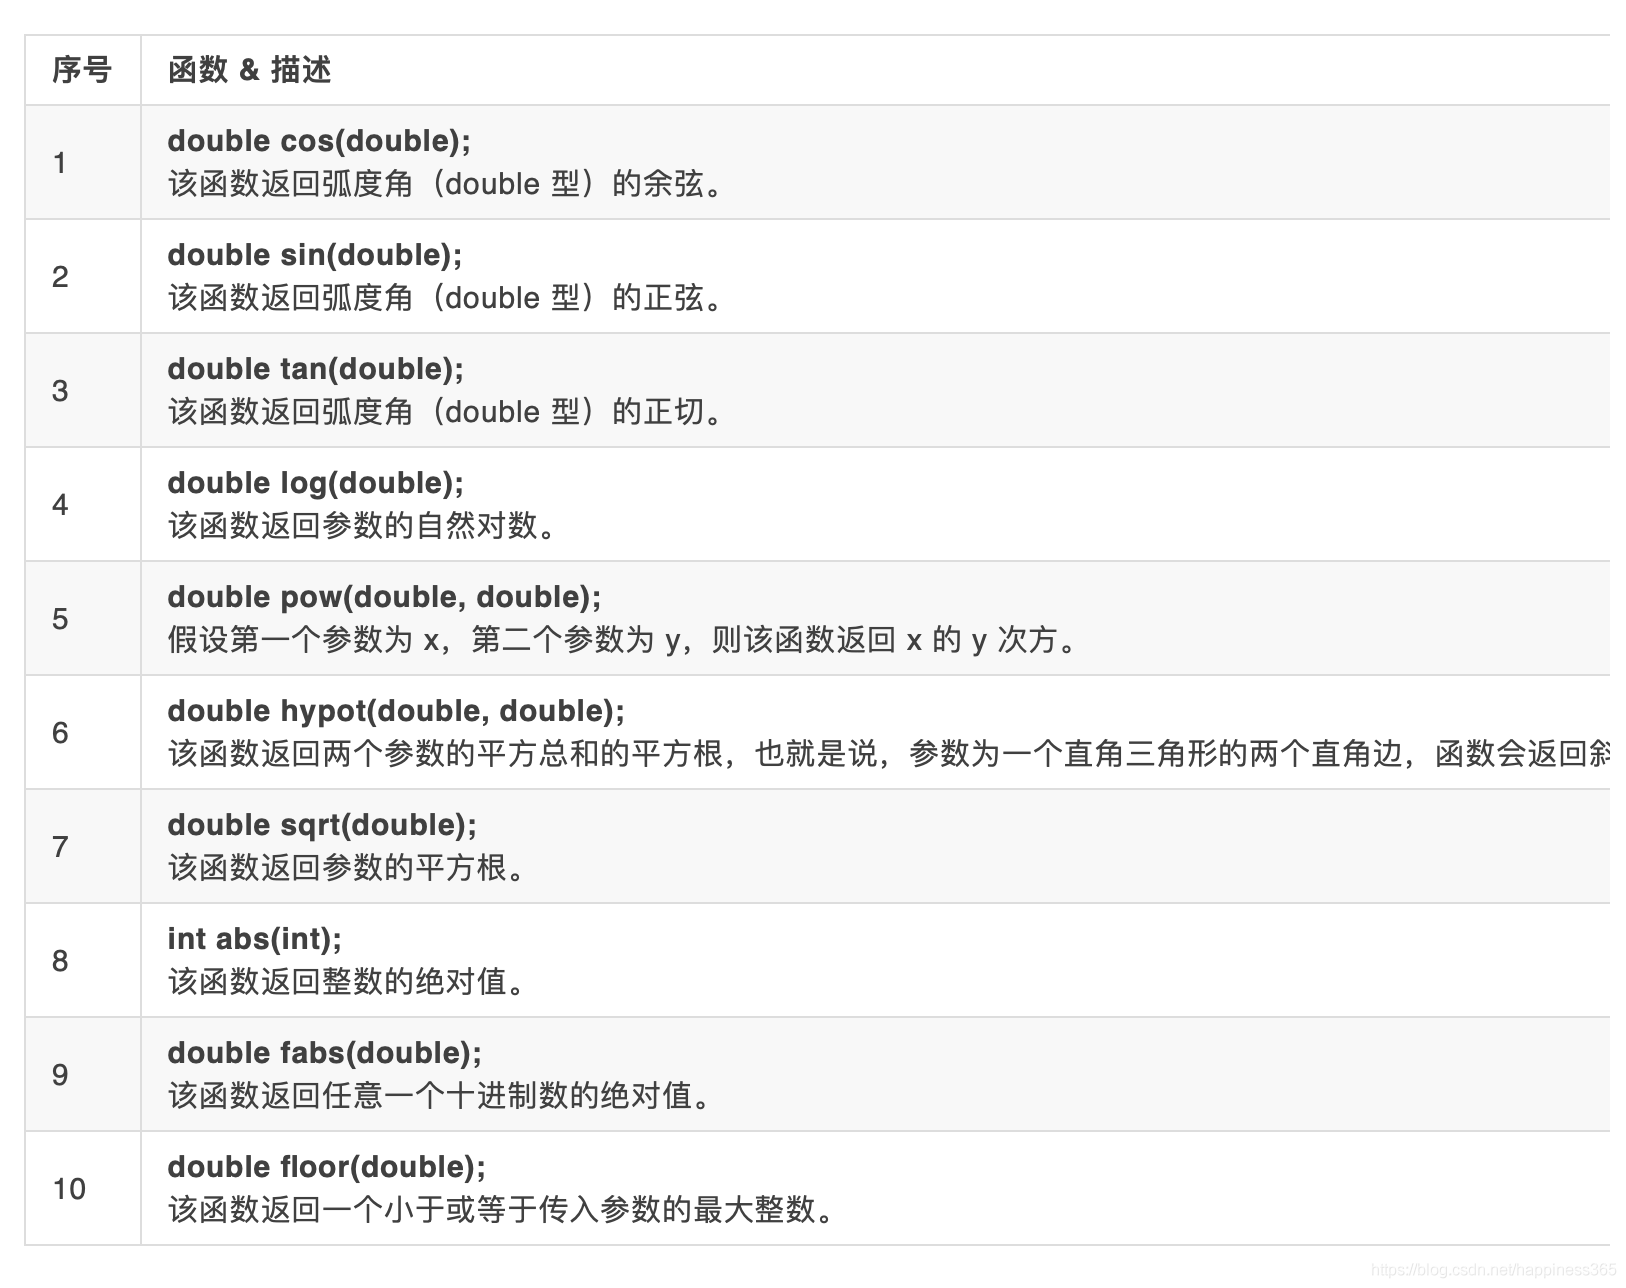 序号 函数 & 描述
1 double cos(double);
该函数返回弧度角（double 型）的余弦。
2 double sin(double);
该函数返回弧度角（double 型）的正弦。
3 double tan(double);
该函数返回弧度角（double 型）的正切。
4 double log(double);
该函数返回参数的自然对数。
5 double pow(double, double);
假设第一个参数为 x，第二个参数为 y，则该函数返回 x 的 y 次方。
6 double hypot(double, double);
该函数返回两个参数的平方总和的平方根，也就是说，参数为一个直角三角形的两个直角边，函数会返回斜
7 double sqrt(double);
该函数返回参数的平方根。
8 int abs(int);
该函数返回整数的绝对值。
9 double fabs(double);
该函数返回任意一个十进制数的绝对值。
10 double floor(double);
该函数返回一个小于或等于传入参数的最大整数。
https://blog.csdn.net/happiness365